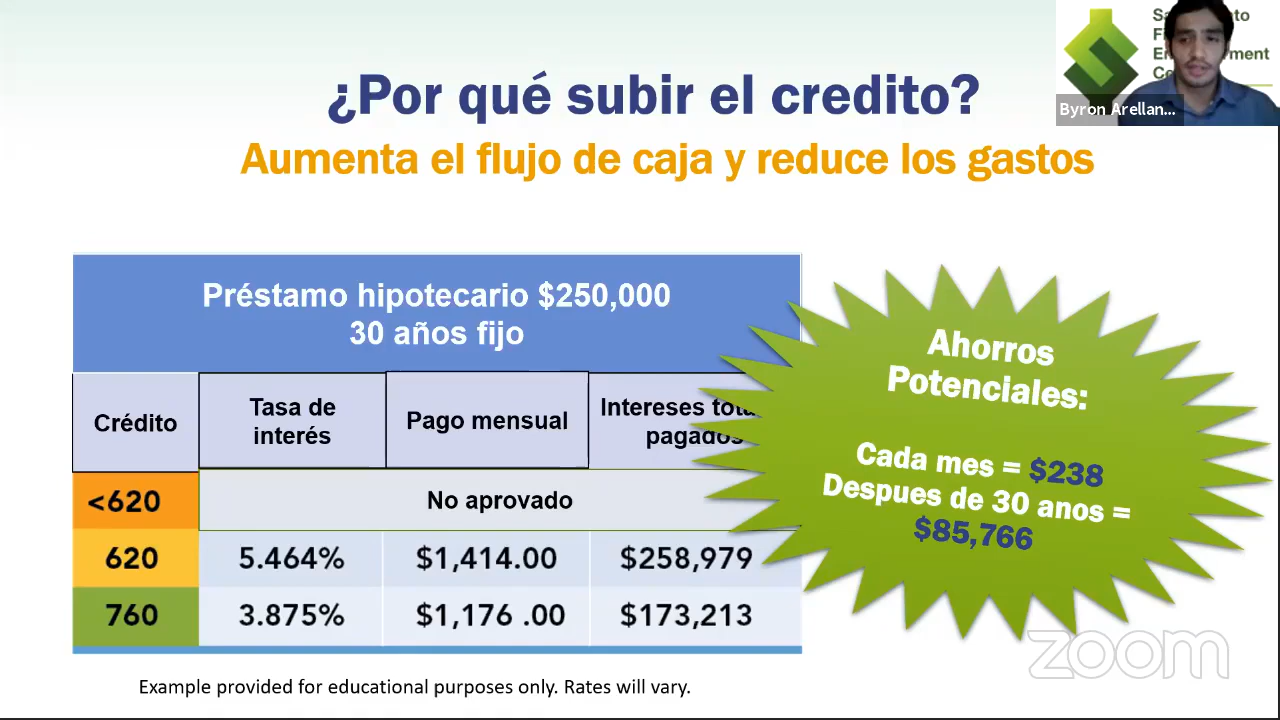 ¿Por qué subir el credito?
Aumenta el flujo de caja y reduce los gastos
Byron Arellan...
Préstamo hipotecario $250,000
30 años fijo
Crédito
Tasa de
interés
Pago mensual
Intereses
pagados
<620
No aprovado
620
5.464%
$1,414.00
$258,979
760
3.875%
$1,176 .00
$173,213
Ahorros
Potenciales:
Cada mes = $238
Despues de 30 anos =
$85,766
Example provided for educational purposes only. Rates will vary.
zoom